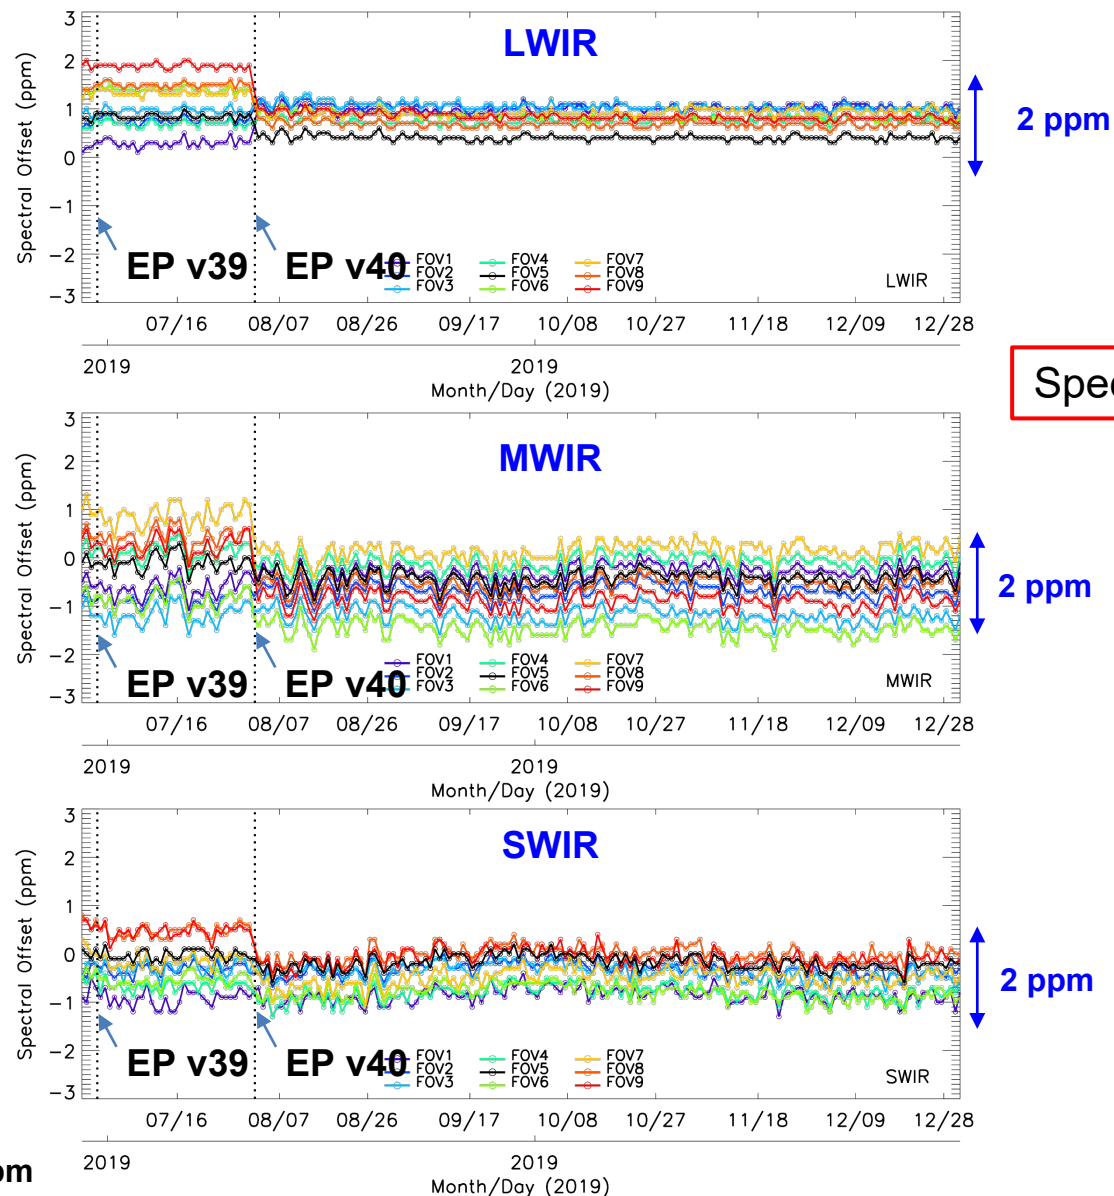 3
2
1
0
−1
−2
−3
Spectral Offset (ppm)
LWIR
2 ppm
EP v39
EP v40
FOV1 FOV4 FOV7
FOV2 FOV5 FOV8
FOV3 FOV6 FOV9
LWIR
07/16 08/07 08/26 09/17 10/08 10/27 11/18 12/09 12/28
2019 2019
Month/Day (2019)
Spec
3
2
1
0
−1
−2
−3
Spectral Offset (ppm)
MWIR
2 ppm
EP v39
EP v40
FOV1 FOV4 FOV7
FOV2 FOV5 FOV8
FOV3 FOV6 FOV9
MWIR
07/16 08/07 08/26 09/17 10/08 10/27 11/18 12/09 12/28
2019 2019
Month/Day (2019)
3
2
1
0
−1
−2
−3
Spectral Offset (ppm)
SWIR
2 ppm
EP v39
EP v40
FOV1 FOV4 FOV7
FOV2 FOV5 FOV8
FOV3 FOV6 FOV9
SWIR
07/16 08/07 08/26 09/17 10/08 10/27 11/18 12/09 12/28
2019 2019
Month/Day (2019)